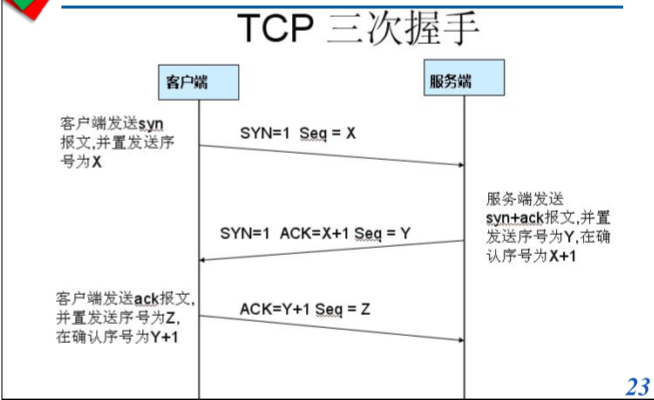 TCP 三次握手
客户端
服务端
客户端发送syn
报文,并置发送序
号为X
SYN=1 Seq = X
服务端发送
syn+ack报文,并置
发送序号为Y,在确
认序号为X+1
SYN=1 ACK=X+1 Seq = Y
客户端发送ack报文,
并置发送序号为Z,
在确认序号为Y+1
ACK=Y+1 Seq = Z
23